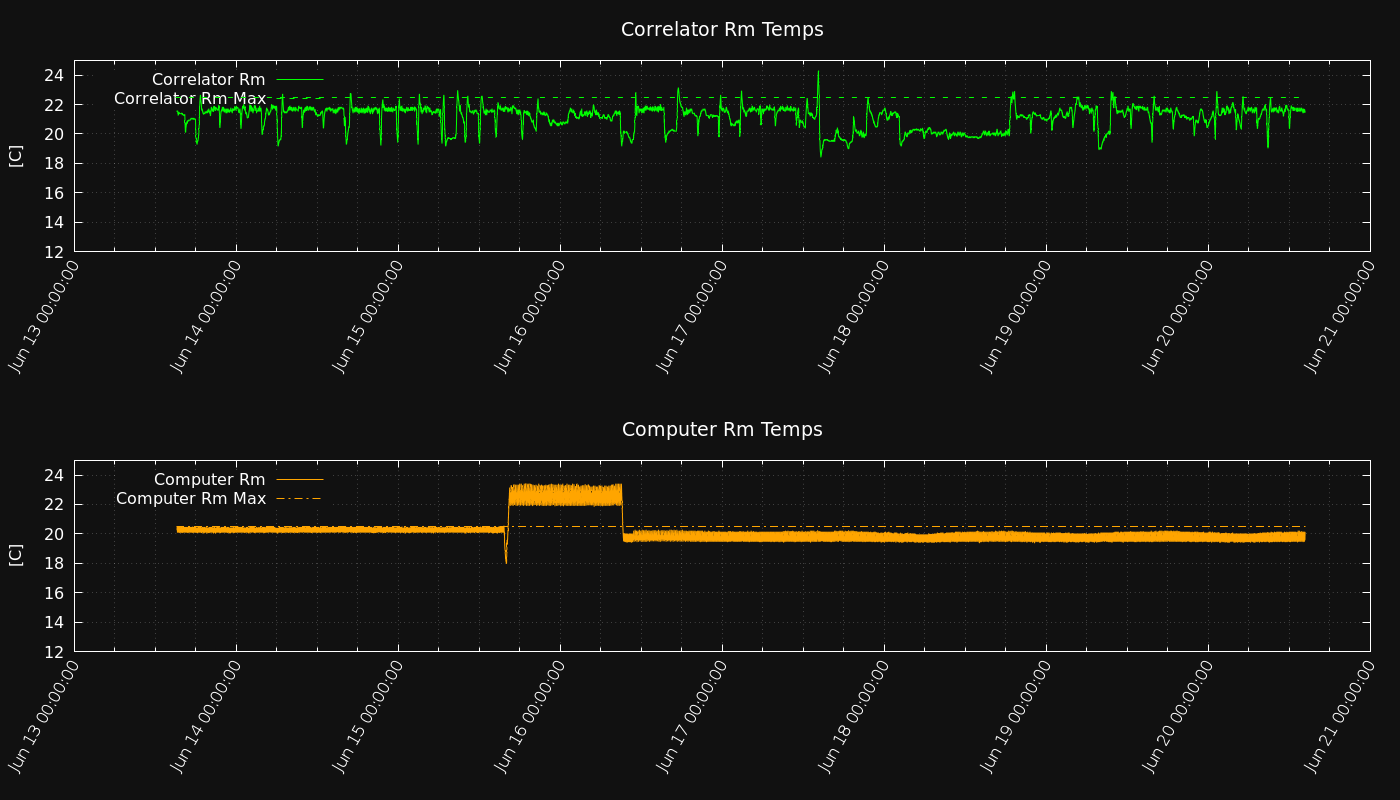 Correlator Rm Temps
Correlator Rm
Correlator Rm Max
[C]
24
22
20
18
16
14
12
Jun 13 00:00:00
Jun 14 00:00:00
Jun 15 00:00:00
Jun 16 00:00:00
Jun 17 00:00:00
Jun 18 00:00:00
Jun 19 00:00:00
Jun 20 00:00:00
Jun 21 00:00:00
Computer Rm Temps
Computer Rm
Computer Rm Max
[C]
24
22
20
18
16
14
12
Jun 13 00:00:00
Jun 14 00:00:00
Jun 15 00:00:00
Jun 16 00:00:00
Jun 17 00:00:00
Jun 18 00:00:00
Jun 19 00:00:00
Jun 20 00:00:00
Jun 21 00:00:00